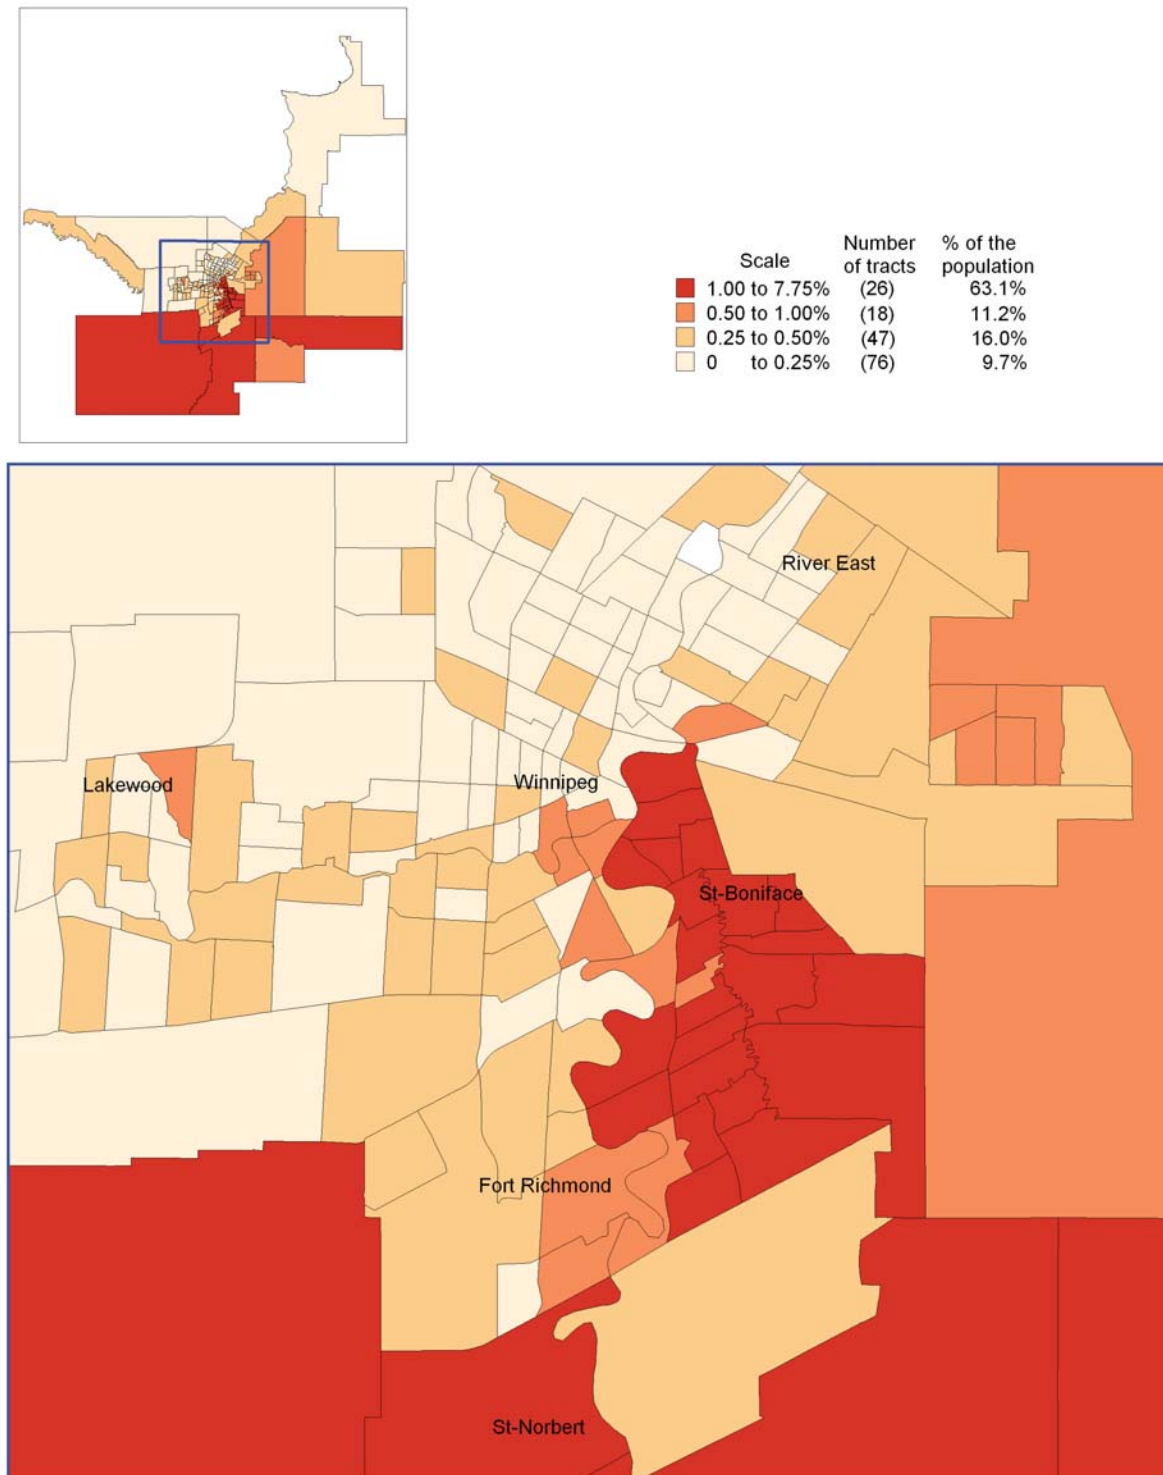 Number % of the
Scale of tracts population
1.00 to 7.75% (26) 63.1%
0.50 to 1.00% (18) 11.2%
0.25 to 0.50% (47) 16.0%
0 to 0.25% (76) 9.7%
River East
Lakewood
Winnipeg
St-Boniface
Fort Richmond
St-Norbert